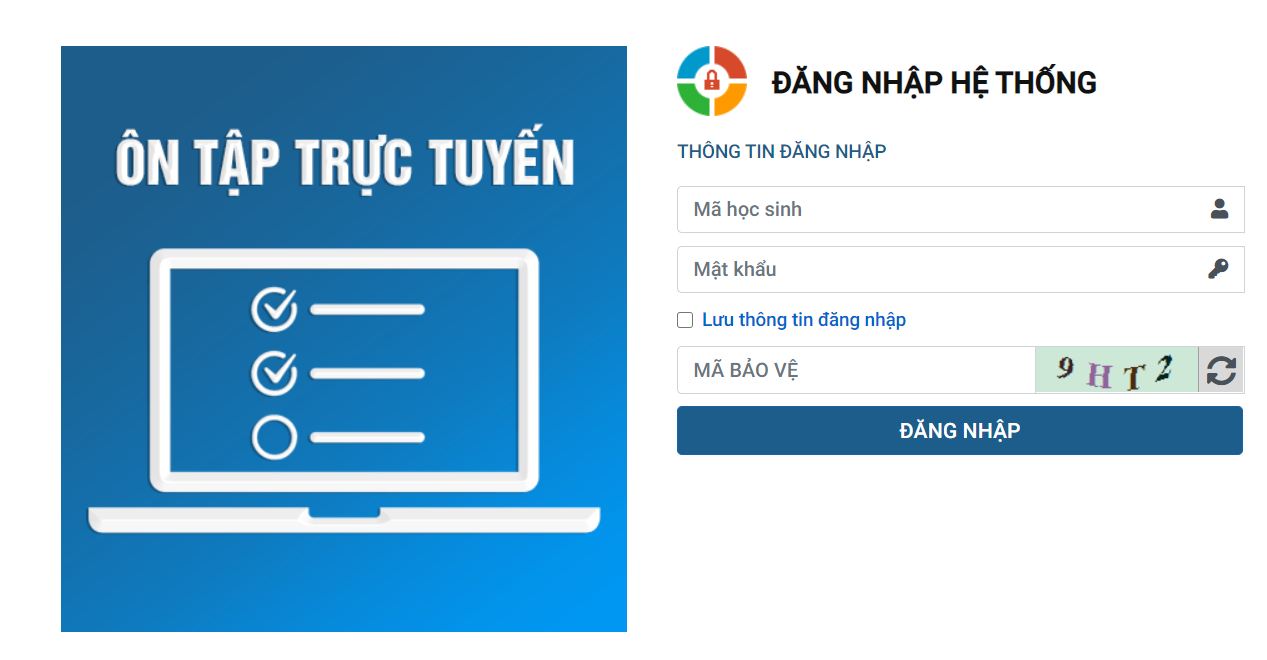 ÔN TẬP TRỰC TUYẾN
ĐĂNG NHẬP HỆ THỐNG
THÔNG TIN ĐĂNG NHẬP
Mã học sinh
Mật khẩu
Lưu thông tin đăng nhập
MÃ BẢO VỆ
9HT2
ĐĂNG NHẬP